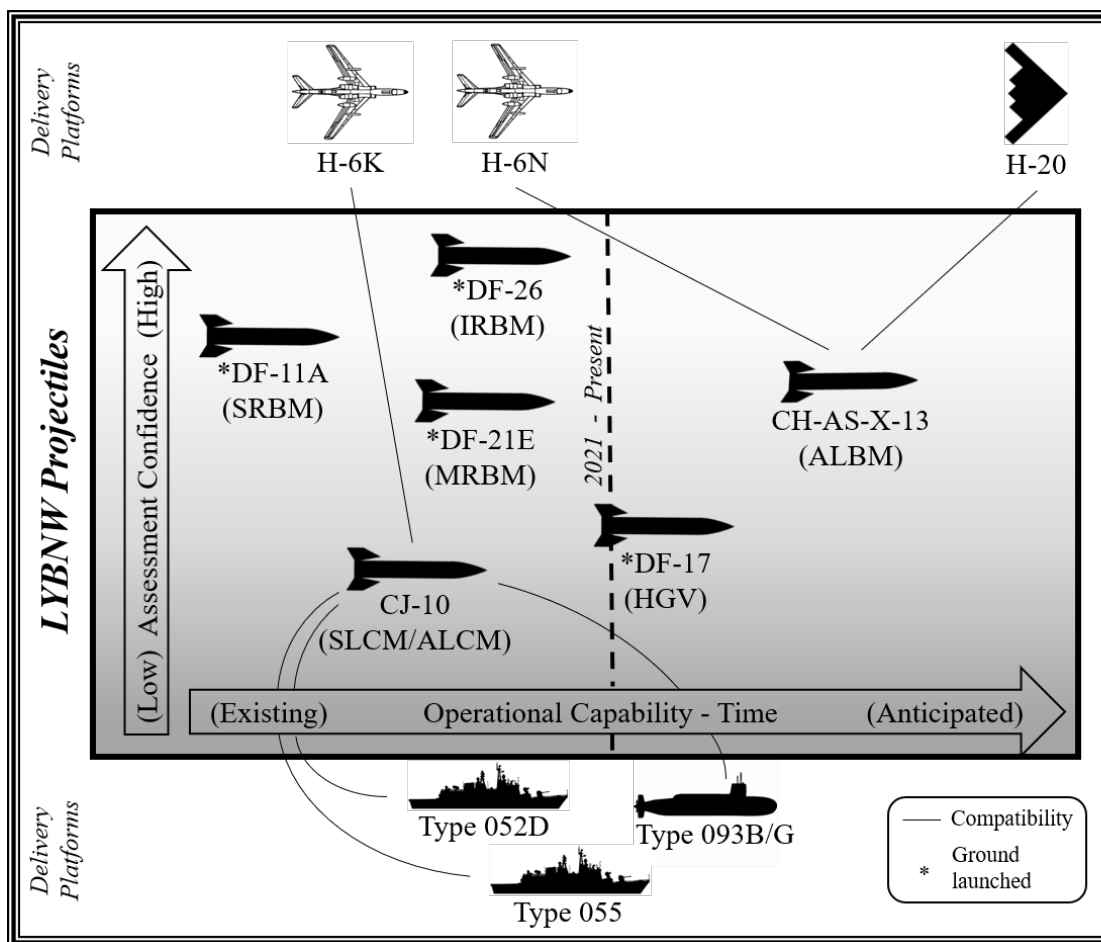 Delivery
Platforms
H-6K
H-6N
H-20
LYBNW Projectiles
(Low) Assessment Confidence (High)
*DF-26
(IRBM)
*DF-11A
(SRBM)
*DF-21E
(MRBM)
2021 - Present
CH-AS-X-13
(ALBM)
*DF-17
(HGV)
CJ-10
(SLCM/ALCM)
(Existing) Operational Capability - Time (Anticipated)
Delivery
Platforms
Type 052D
Type 093B/G
Type 055
Compatibility
* Ground
launched